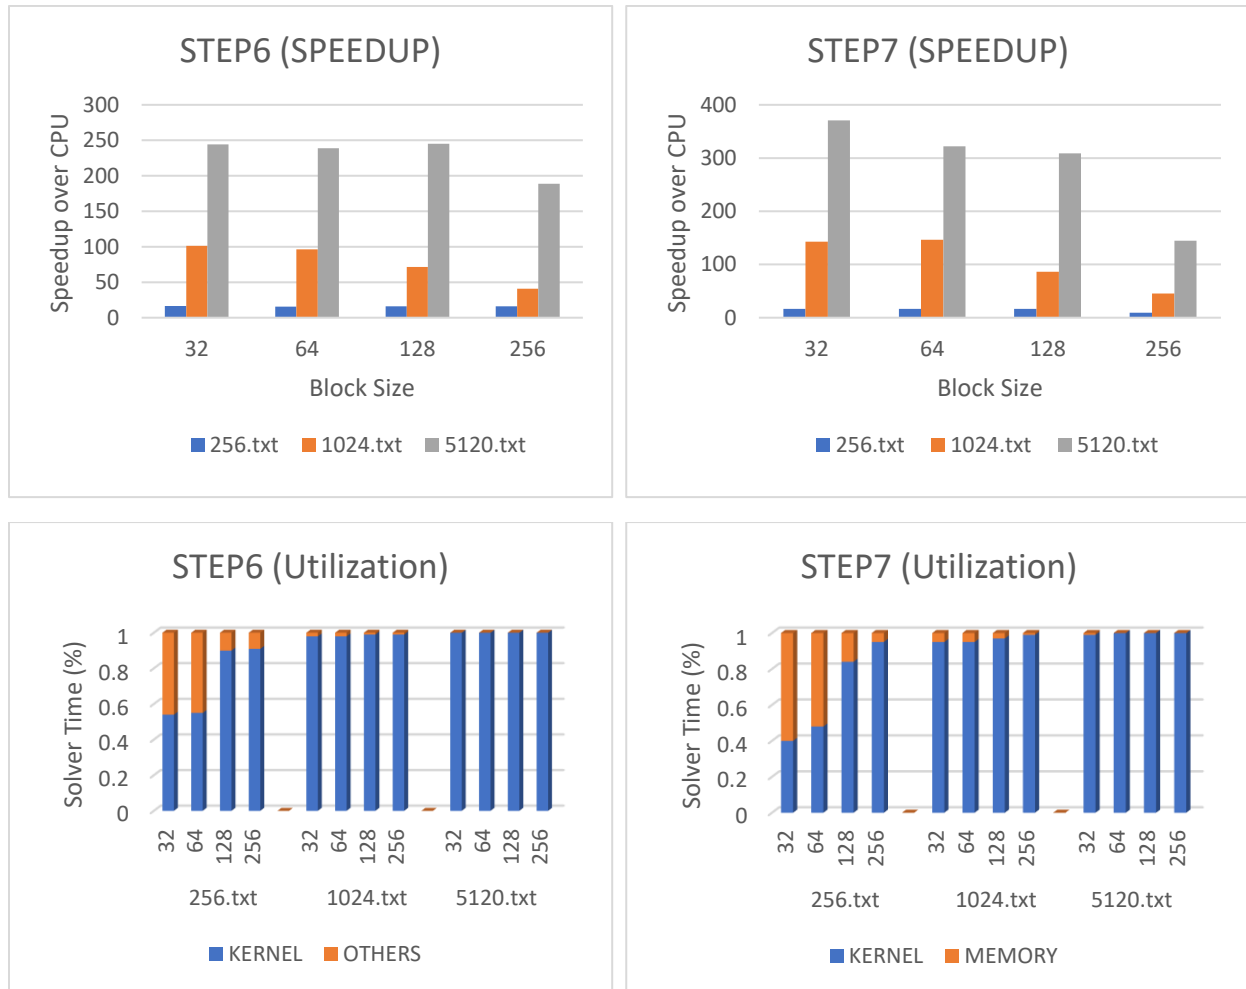 STEP6 (SPEEDUP)
Speedup over CPU
300
250
200
150
100
50
0
32 64 128 256
Block Size
256.txt 1024.txt 5120.txt
STEP7 (SPEEDUP)
Speedup over CPU
400
300
200
100
0
32 64 128 256
Block Size
256.txt 1024.txt 5120.txt
STEP6 (Utilization)
Solver Time (%)
1
0.8
0.6
0.4
0.2
0
32 64 128 256 32 64 128 256 32 64 128 256
256.txt 1024.txt 5120.txt
KERNEL OTHERS
STEP7 (Utilization)
Solver Time (%)
1
0.8
0.6
0.4
0.2
0
32 64 128 256 32 64 128 256 32 64 128 256
256.txt 1024.txt 5120.txt
KERNEL MEMORY